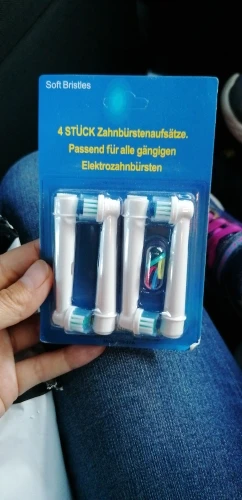 Soft Bristles
4 STÜCK Zahnbürstenaufsätze.
Passend für alle gängigen
Elektrozahnbürsten